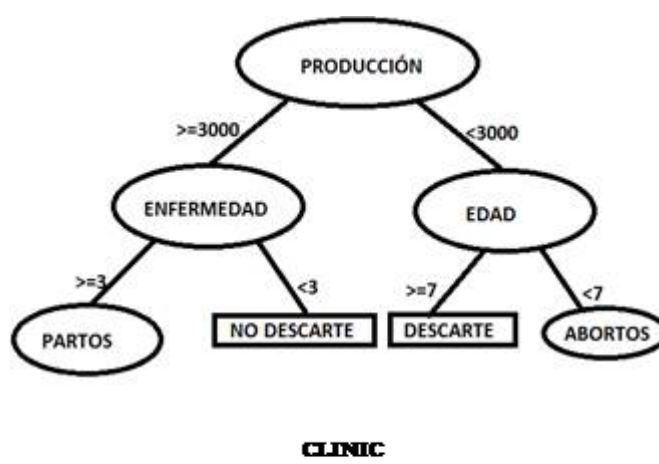 PRODUCCIÓN
>=3000
<3000
ENFERMEDAD
EDAD
>=3
<3
>=7
<7
PARTOS
NO DESCARTE
DESCARTE
ABORTOS
CLINIC